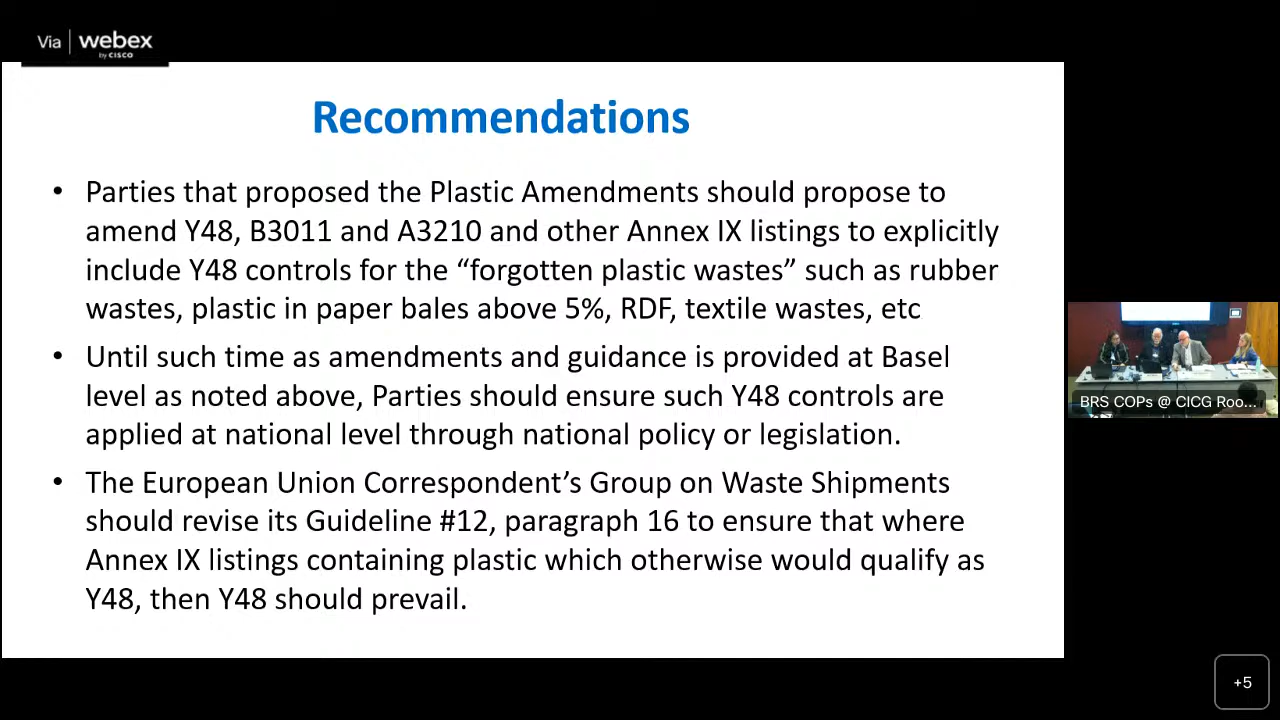 Via | webex
by CISCO
Recommendations
• Parties that proposed the Plastic Amendments should propose to
amend Y48, B3011 and A3210 and other Annex IX listings to explicitly
include Y48 controls for the “forgotten plastic wastes” such as rubber
wastes, plastic in paper bales above 5%, RDF, textile wastes, etc
• Until such time as amendments and guidance is provided at Basel
level as noted above, Parties should ensure such Y48 controls are
applied at national level through national policy or legislation.
• The European Union Correspondent’s Group on Waste Shipments
should revise its Guideline #12, paragraph 16 to ensure that where
Annex IX listings containing plastic which otherwise would qualify as
Y48, then Y48 should prevail.
BRS COPs @ CICG Roo...
+5